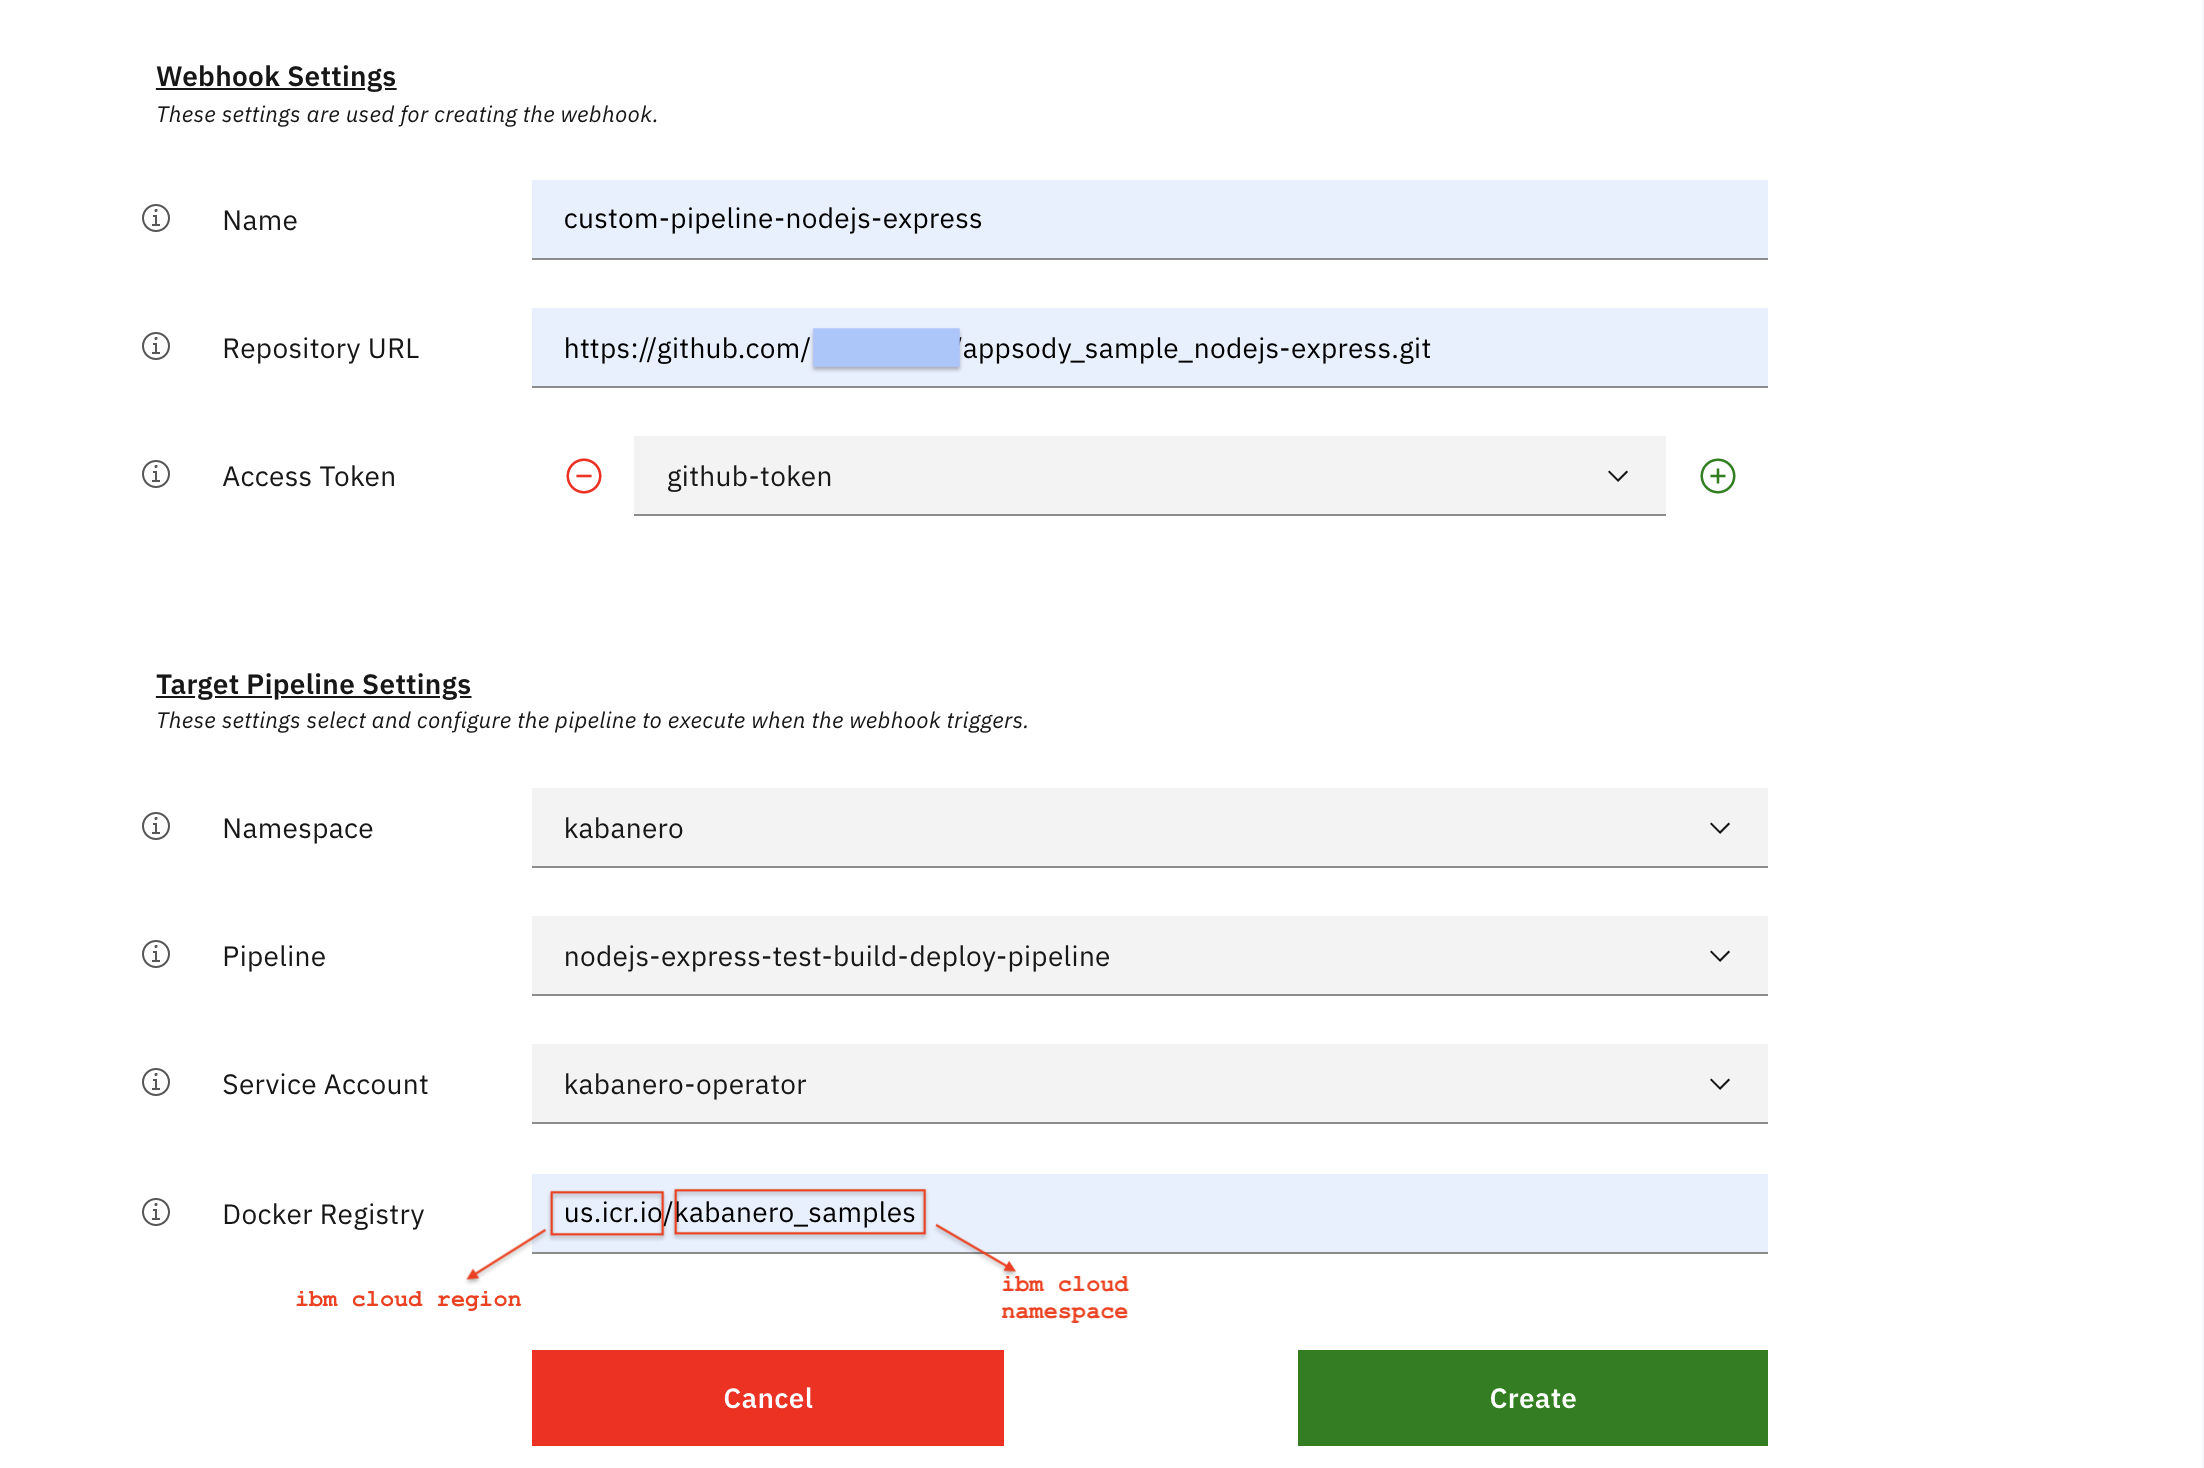 Webhook Settings
These settings are used for creating the webhook.
Name
custom-pipeline-nodejs-express
Repository URL
https://github.com/ /appsody_sample_nodejs-express.git
Access Token
github-token
Target Pipeline Settings
These settings select and configure the pipeline to execute when the webhook triggers.
Namespace
kabanero
Pipeline
nodejs-express-test-build-deploy-pipeline
Service Account
kabanero-operator
Docker Registry
us.icr.io/kabanero_samples
ibm cloud region
ibm cloud
namespace
Cancel
Create